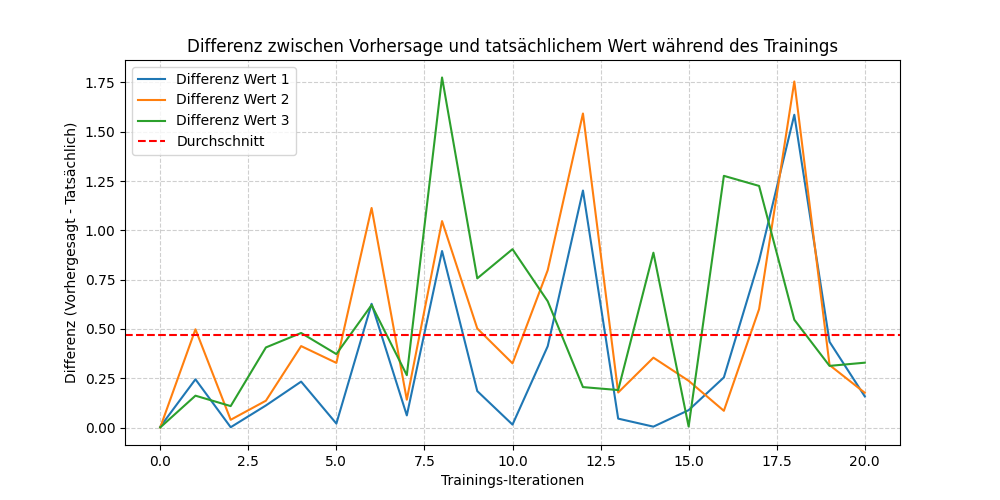 Differenz zwischen Vorhersage und tatsächlichem Wert während des Trainings
Differenz (Vorhergesagt - Tatsächlich)
1.75
1.50
1.25
1.00
0.75
0.50
0.25
0.00
Differenz Wert 1
Differenz Wert 2
Differenz Wert 3
Durchschnitt
0.0 2.5 5.0 7.5 10.0 12.5 15.0 17.5 20.0
Trainings-Iterationen